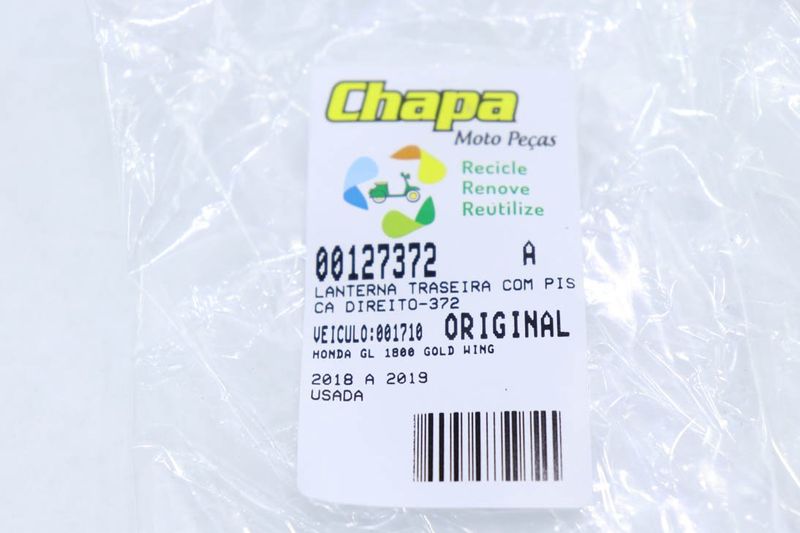 Chapa
Moto Peças
Recicle
Renove
Reutilize
00127372 A
LANTERNA TRASEIRA COM PIS
CA DIREITO-372
VEICULO:001710 ORIGINAL
HONDA GL 1800 GOLD WING
2018 A 2019
USADA